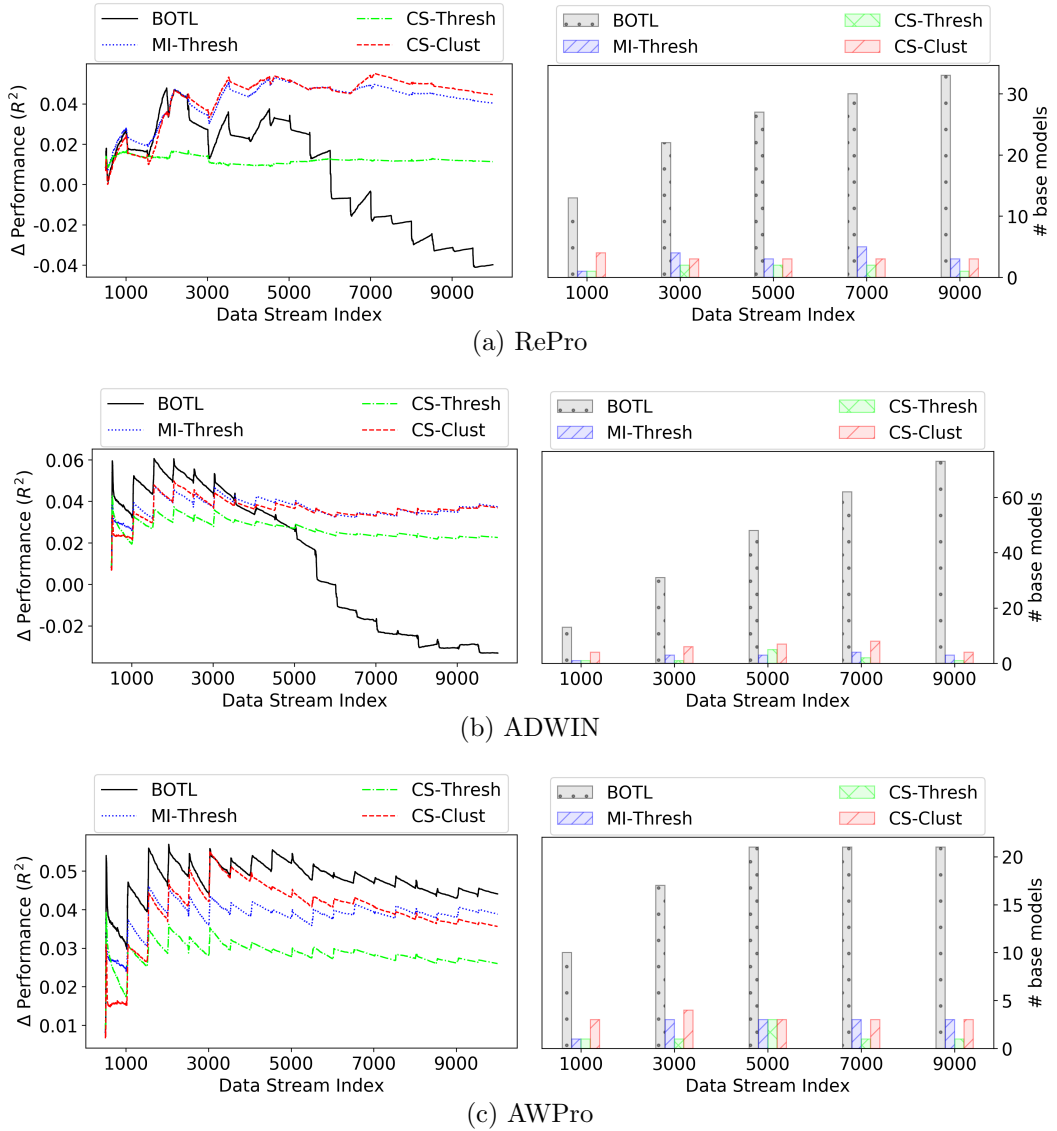 BOTL CS-Thresh
MI-Thresh CS-Clust
BOTL CS-Thresh
MI-Thresh CS-Clust
Δ Performance (R²)
0.04
0.02
0.00
-0.02
-0.04
1000 3000 5000 7000 9000
Data Stream Index
# base models
30
20
10
0
1000 3000 5000 7000 9000
Data Stream Index
(a) RePro
BOTL CS-Thresh
MI-Thresh CS-Clust
BOTL CS-Thresh
MI-Thresh CS-Clust
Δ Performance (R²)
0.06
0.04
0.02
0.00
-0.02
1000 3000 5000 7000 9000
Data Stream Index
# base models
60
40
20
0
1000 3000 5000 7000 9000
Data Stream Index
(b) ADWIN
BOTL CS-Thresh
MI-Thresh CS-Clust
BOTL CS-Thresh
MI-Thresh CS-Clust
Δ Performance (R²)
0.05
0.04
0.03
0.02
0.01
1000 3000 5000 7000 9000
Data Stream Index
# base models
20
15
10
5
0
1000 3000 5000 7000 9000
Data Stream Index
(c) AWPro